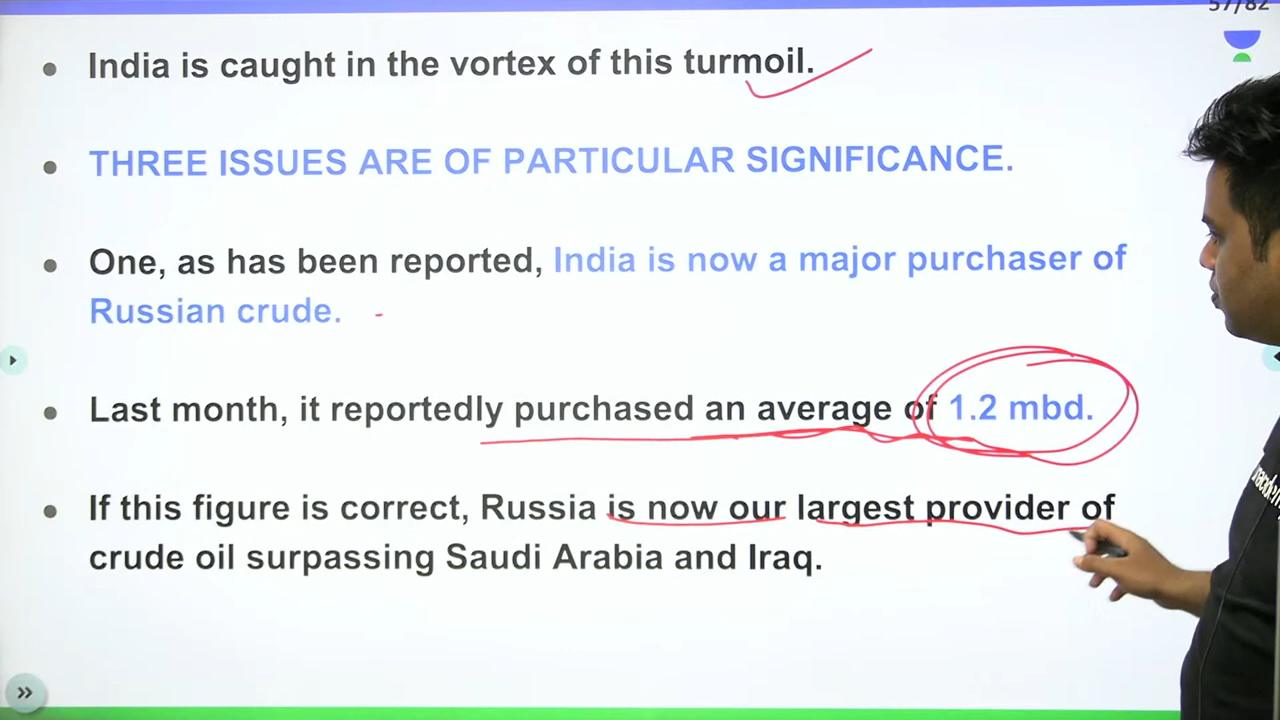 57/82
India is caught in the vortex of this turmoil.
THREE ISSUES ARE OF PARTICULAR SIGNIFICANCE.
One, as has been reported, India is now a major purchaser of
Russian crude.
Last month, it reportedly purchased an average of 1.2 mbd.
If this figure is correct, Russia is now our largest provider of
crude oil surpassing Saudi Arabia and Iraq.